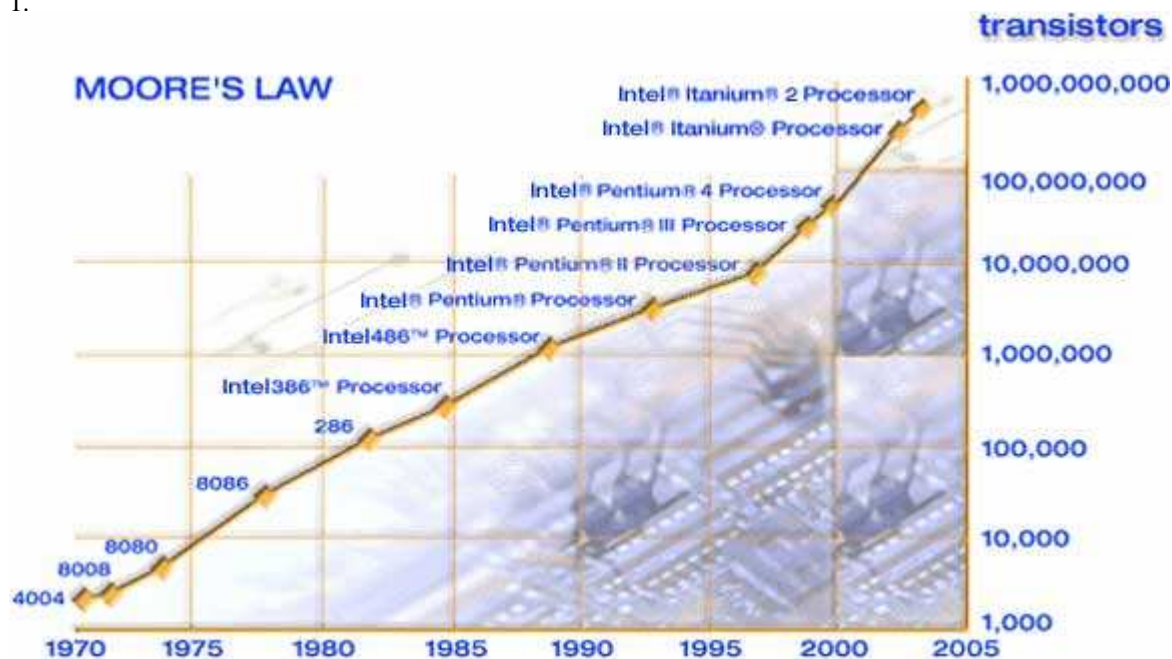 1.
transistors
MOORE'S LAW
1,000,000,000
Intel® Itanium® 2 Processor
Intel® Itanium® Processor
100,000,000
Intel® Pentium® 4 Processor
Intel® Pentium® III Processor
Intel® Pentium® II Processor
10,000,000
Intel® Pentium® Processor
Intel486™ Processor
1,000,000
Intel386™ Processor
286
100,000
8086
8080
10,000
8008
4004
1,000
1970 1975 1980 1985 1990 1995 2000 2005